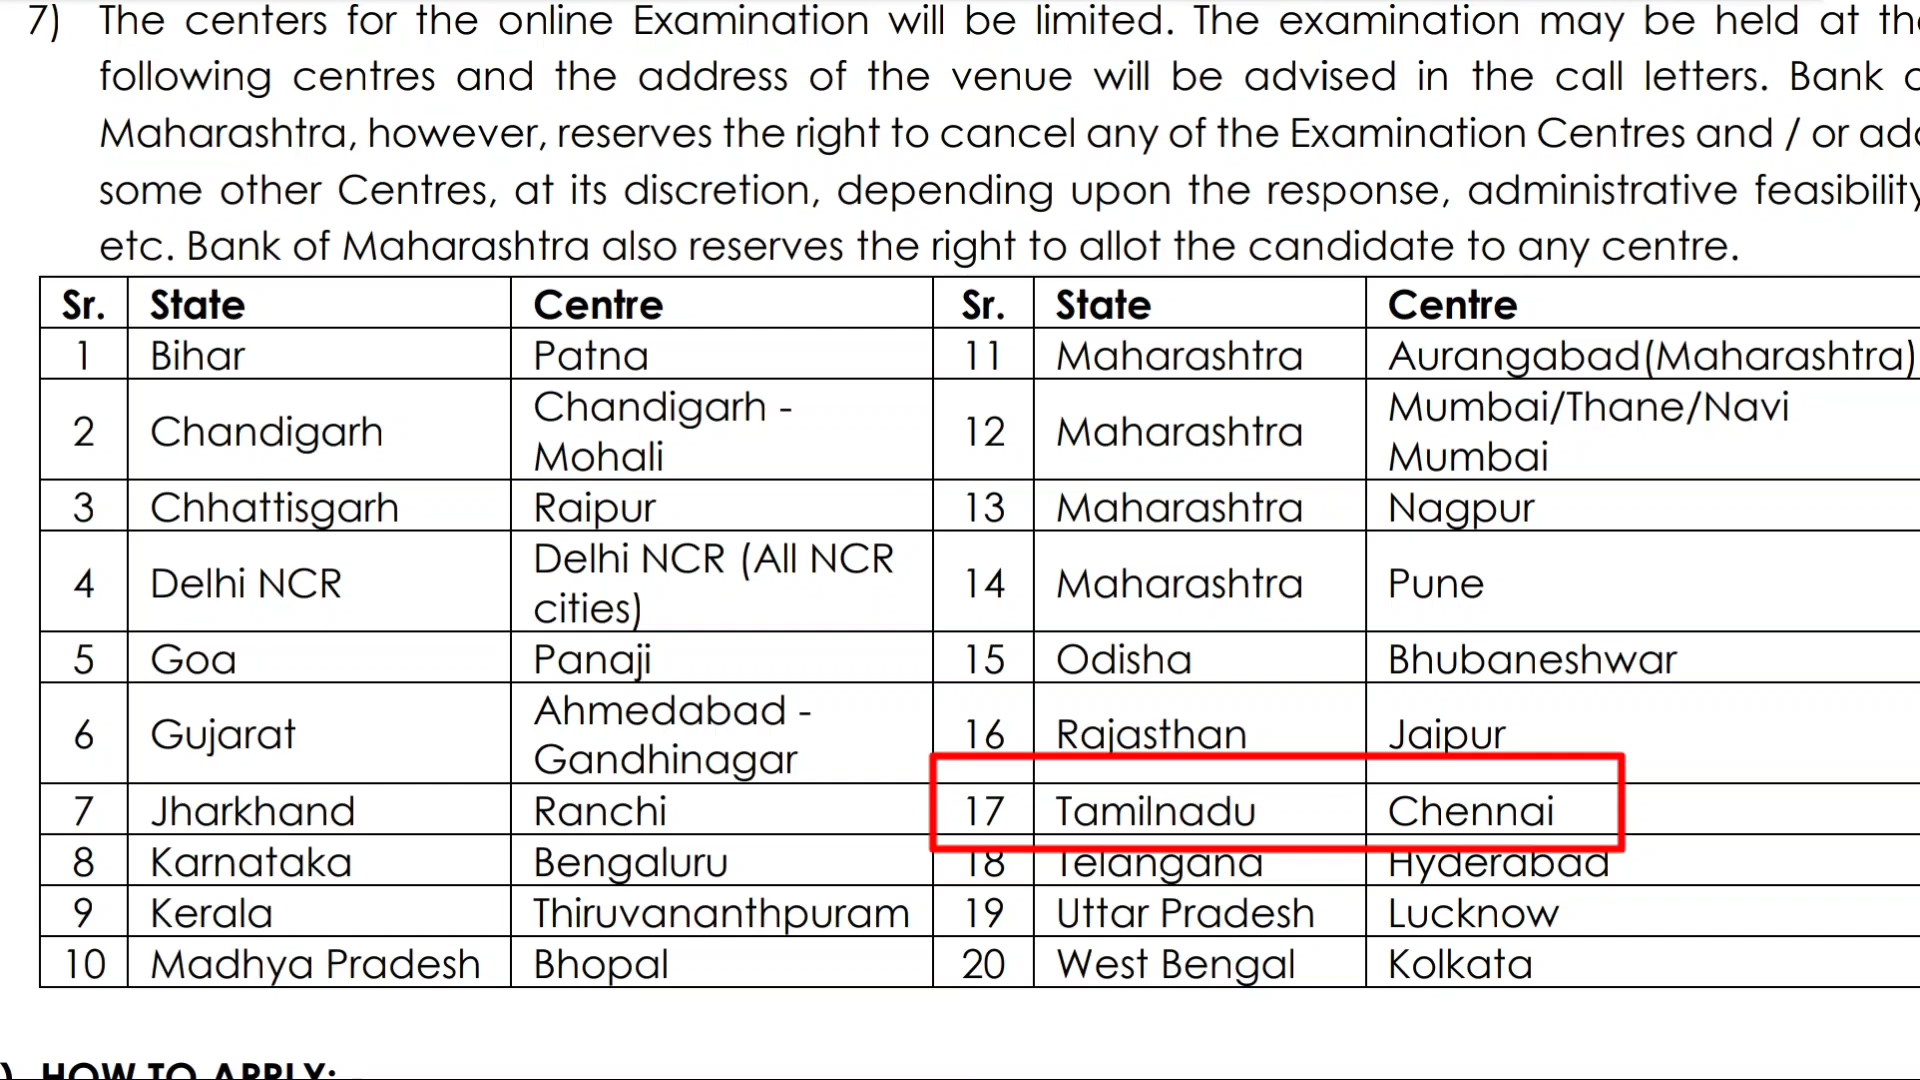 7) The centers for the online Examination will be limited. The examination may be held at
following centres and the address of the venue will be advised in the call letters. Bank
Maharashtra, however, reserves the right to cancel any of the Examination Centres and / or
some other Centres, at its discretion, depending upon the response, administrative feasibility
etc. Bank of Maharashtra also reserves the right to allot the candidate to any centre.
Sr. State Centre Sr. State Centre
1 Bihar Patna 11 Maharashtra Aurangabad(Maharashtra)
2 Chandigarh Chandigarh - Mohali 12 Maharashtra Mumbai/Thane/Navi Mumbai
3 Chhattisgarh Raipur 13 Maharashtra Nagpur
4 Delhi NCR Delhi NCR (All NCR cities) 14 Maharashtra Pune
5 Goa Panaji 15 Odisha Bhubaneshwar
6 Gujarat Ahmedabad - Gandhinagar 16 Rajasthan Jaipur
7 Jharkhand Ranchi 17 Tamilnadu Chennai
8 Karnataka Bengaluru 18 Telangana Hyderabad
9 Kerala Thiruvananthpuram 19 Uttar Pradesh Lucknow
10 Madhya Pradesh Bhopal 20 West Bengal Kolkata
) HOW TO APPLY: -